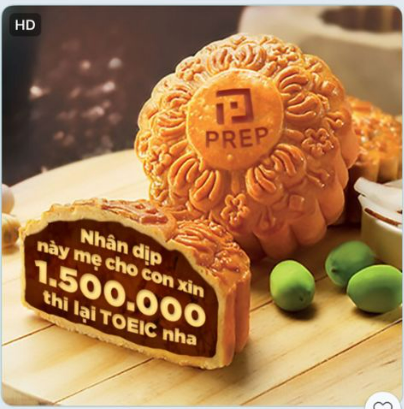 HD
PREP
Nhân dịp
này mẹ cho con xin
1.500.000
thi lại TOEIC nha